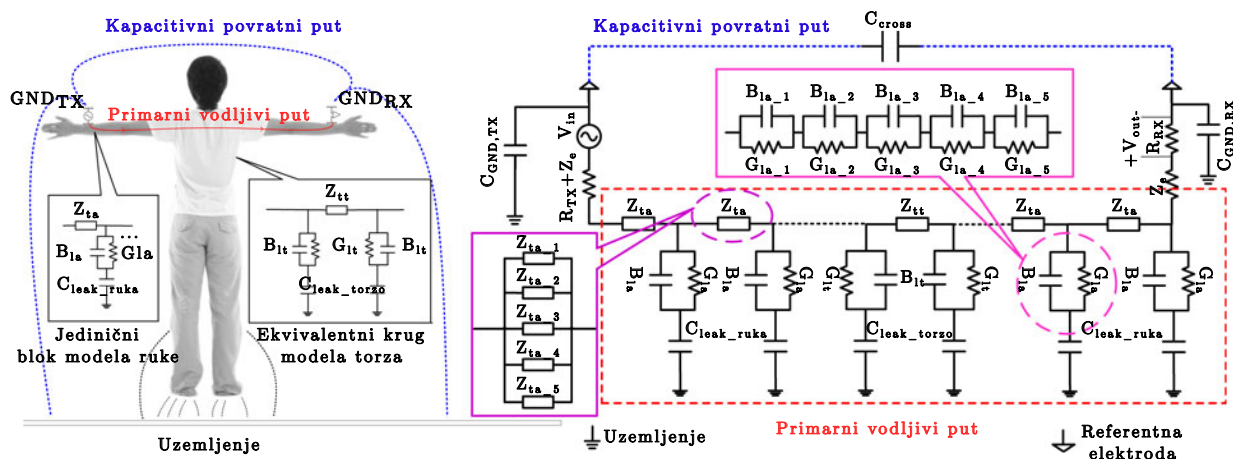 Kapacitivni povratni put
GND_TX
GND_RX
Primarni vodljivi put
Z_ta
...
B_la
Gla
C_leak_ruka
Jedinični
blok modela ruke
Z_tt
B_lt
G_lt
B_lt
C_leak_torzo
Ekvivalentni krug
modela torza
Uzemljenje
Kapacitivni povratni put
C_cross
B_la_1
B_la_2
B_la_3
B_la_4
B_la_5
G_la_1
G_la_2
G_la_3
G_la_4
G_la_5
C_GND,TX
V_in
R_TX+Z_e
+V_out-
R_RX
Z_e
C_GND,RX
Z_ta
Z_ta
Z_tt
Z_ta
Z_ta
Z_ta_1
Z_ta_2
Z_ta_3
Z_ta_4
Z_ta_5
B_la
G_la
B_la
G_la
G_lt
B_lt
G_lt
B_la
G_la
B_la
G_la
C_leak_ruka
C_leak_torzo
C_leak_ruka
Uzemljenje
Primarni vodljivi put
Referentna
elektroda